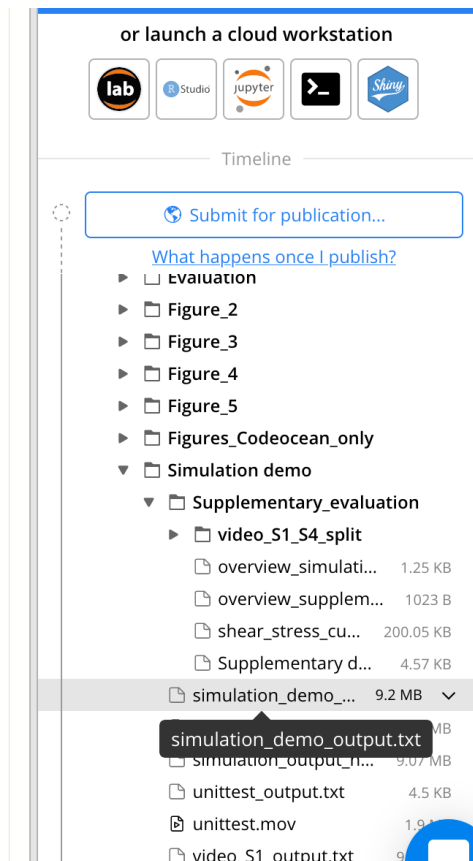 or launch a cloud workstation
lab
R Studio
jupyter
>_
Shiny
Timeline
Submit for publication...
What happens once I publish?
Evaluation
Figure_2
Figure_3
Figure_4
Figure_5
Figures_Codeocean_only
Simulation demo
Supplementary_evaluation
video_S1_S4_split
overview_simulati... 1.25 KB
overview_supplem... 1023 B
shear_stress_cu... 200.05 KB
Supplementary d... 4.57 KB
simulation_demo_... 9.2 MB
MB
simulation_demo_output.txt
simulation_output_n... 9.07 MB
unittest_output.txt 4.5 KB
unittest.mov 1.9
video_S1_output.txt